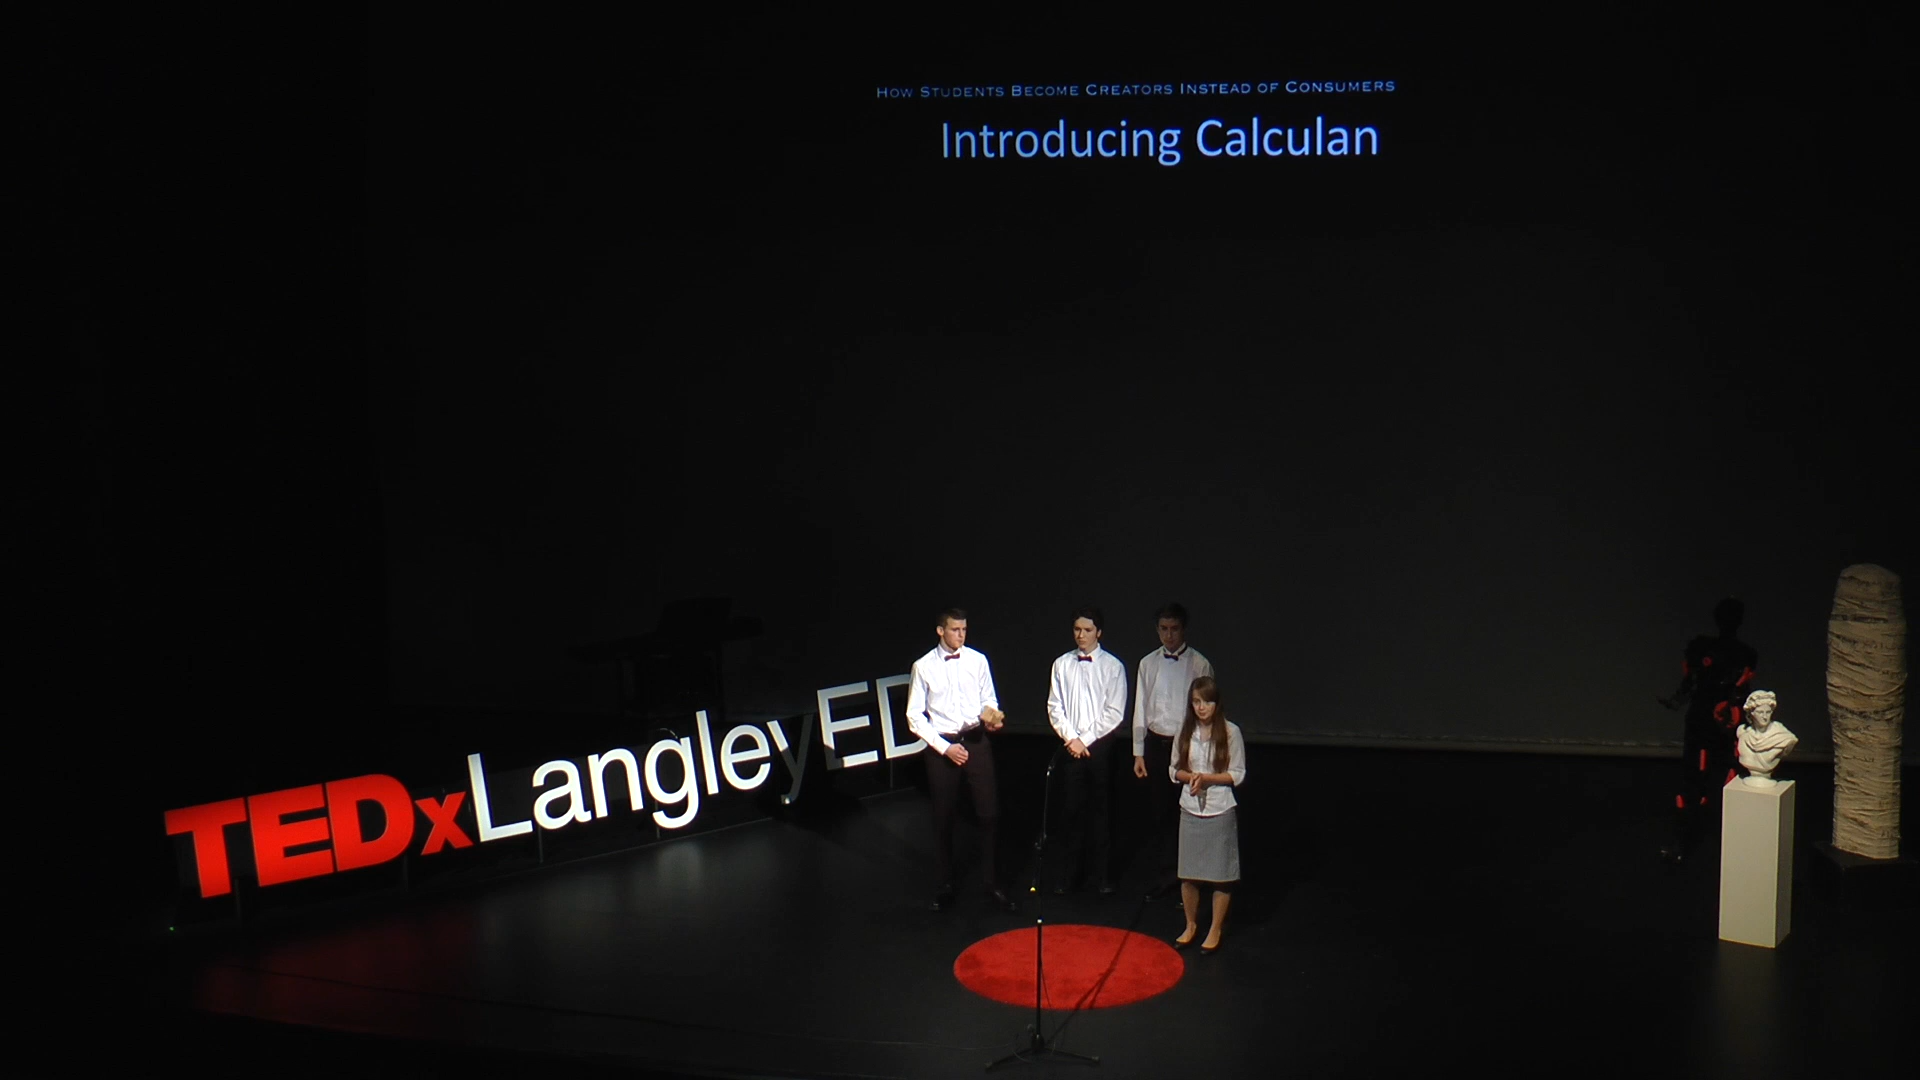 How Students Become Creators Instead of Consumers
Introducing Calculan
TEDxLangleyED